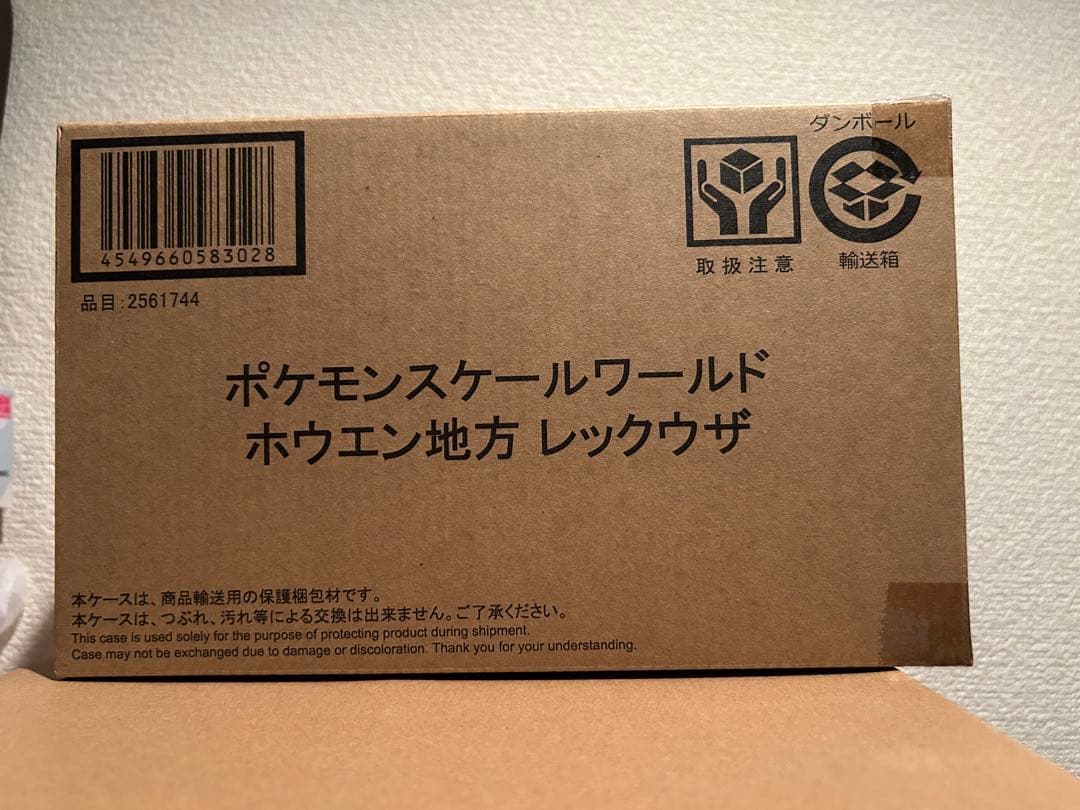 4549660583028
品目:2561744
ダンボール
取扱注意
輸送箱
ポケモンスケールワールド
ホウエン地方 レックウザ
本ケースは、商品輸送用の保護梱包材です。
本ケースは、つぶれ、汚れ等による交換は出来ません。ご了承ください。
This case is used solely for the purpose of protecting product during shipment.
Case may not be exchanged due to damage or discoloration. Thank you for your understanding.